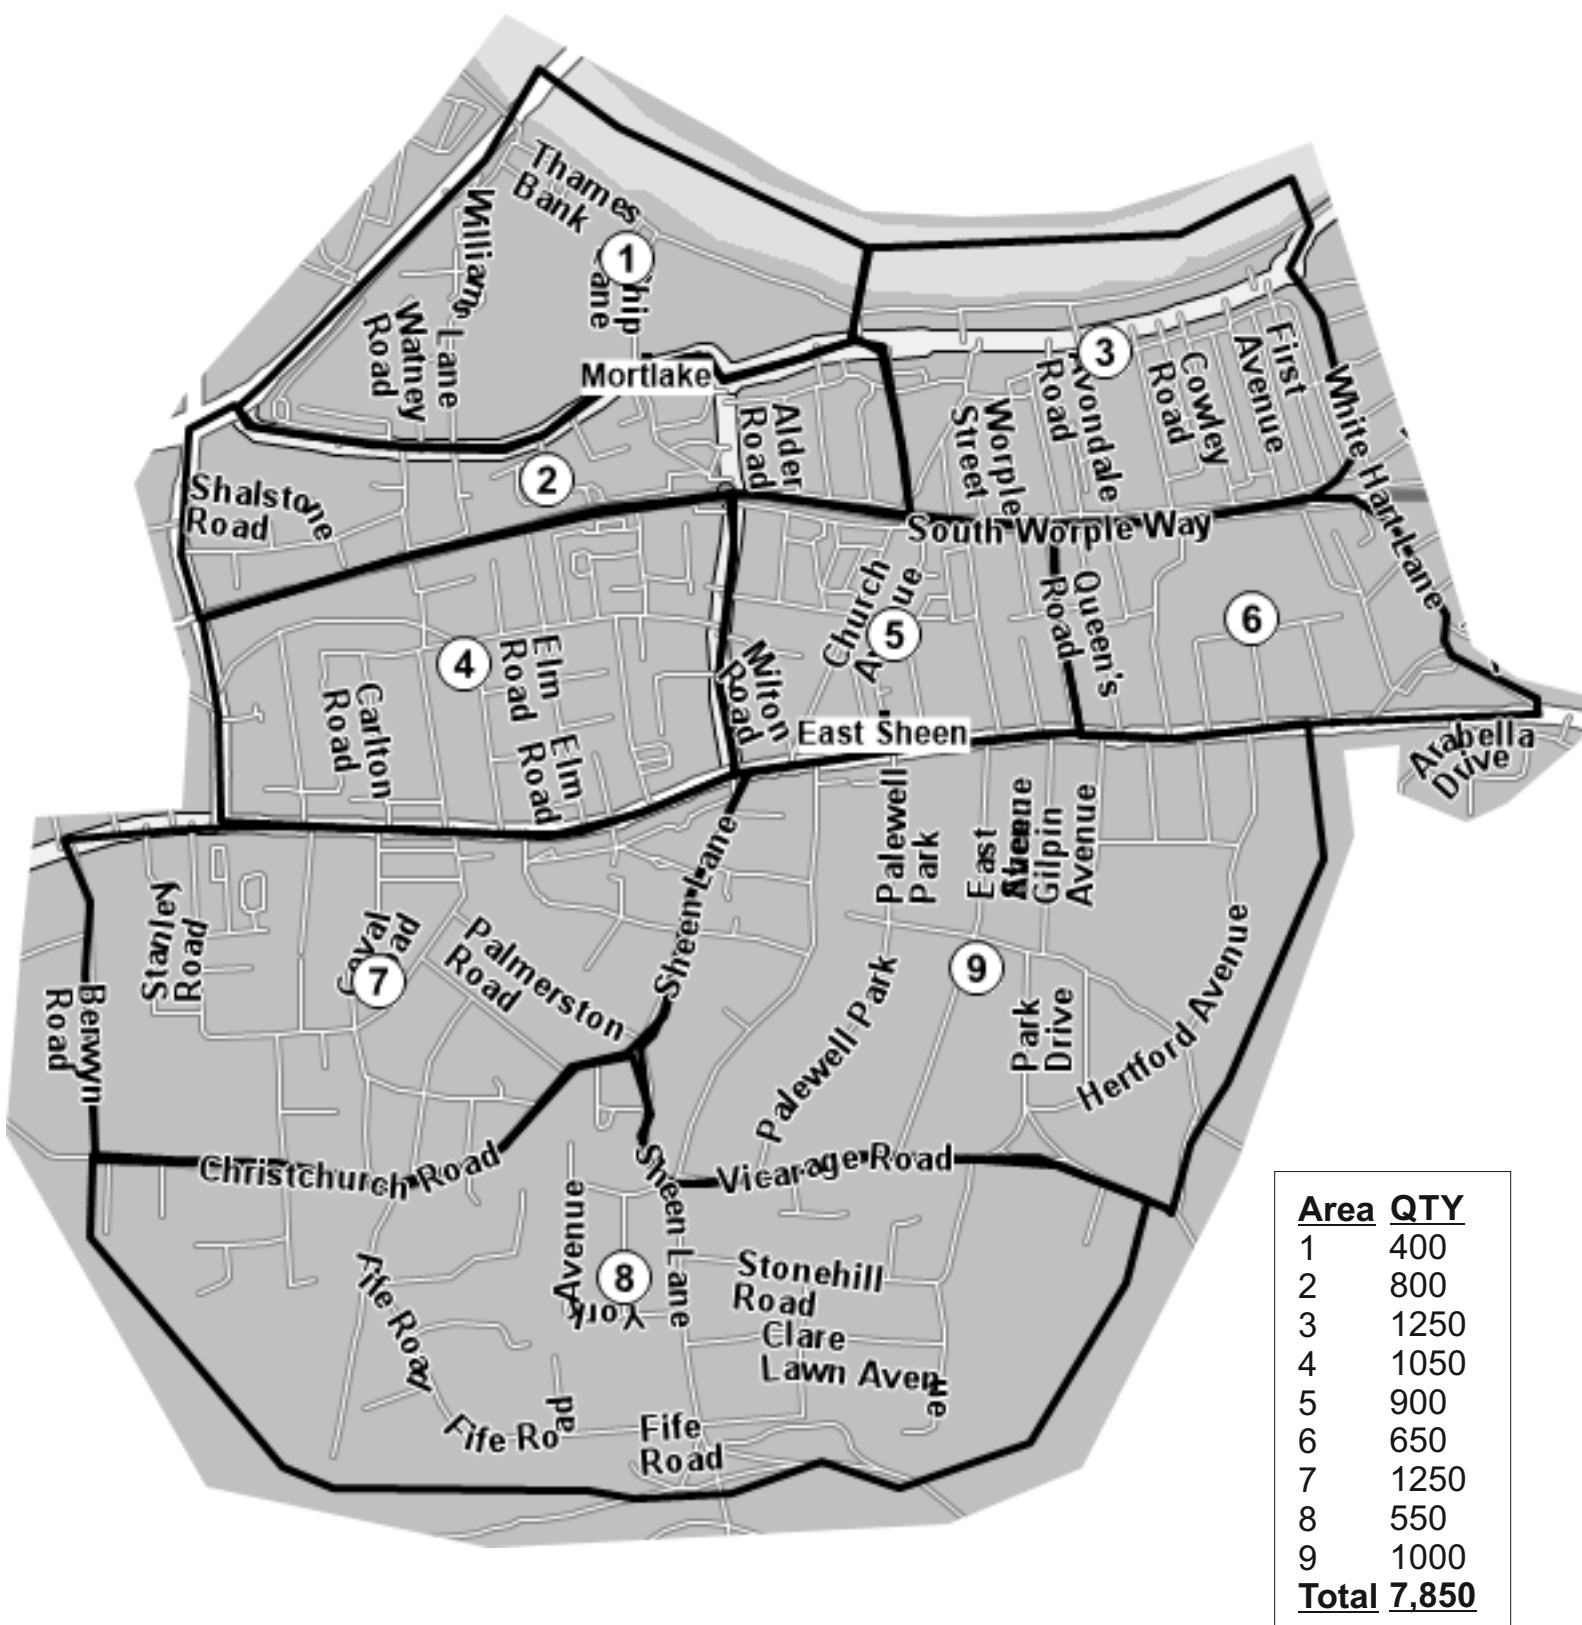 Thames
Bank
Williams
Lane
1
Ship
Lane
Watney
Road
Mortlake
3
First
Avenue
Cowley
Road
Avondale
Road
Worple
Street
White Hart Lane
Alder
Road
2
Shalstone
Road
South Worple Way
Church
Avenue
5
Queen's
Road
6
4
Elm
Road
Elm
Road
Carlton
Road
Milton
Road
East Sheen
Arabella
Drive
Palewell
Park
East
Sheen
Avenue
Gilpin
Avenue
Sheen Lane
Stanley
Road
Road
7
Palmerston
Road
9
Palewell Park
Park
Drive
Hertford Avenue
Berwyn
Road
Christchurch Road
Vicarage Road
Sheen Lane
York
Avenue
8
Stonehill
Road
Clare
Lawn Avenue
Fife Road
Fife Road
Fife
Road
Area QTY
1 400
2 800
3 1250
4 1050
5 900
6 650
7 1250
8 550
9 1000
Total 7,850